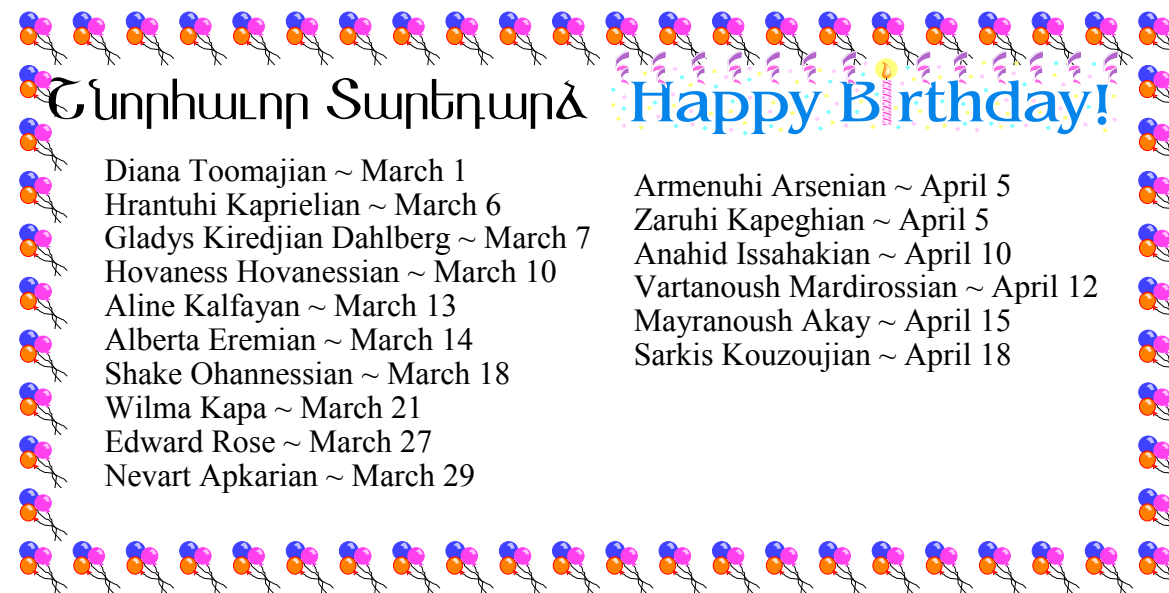 Շնորհաւոր Տարեդարձ
Happy Birthday!
Diana Toomajian ~ March 1
Hrantuhi Kaprielian ~ March 6
Gladys Kiredjian Dahlberg ~ March 7
Hovaness Hovanessian ~ March 10
Aline Kalfayan ~ March 13
Alberta Eremian ~ March 14
Shake Ohannessian ~ March 18
Wilma Kapa ~ March 21
Edward Rose ~ March 27
Nevart Apkarian ~ March 29
Armenuhi Arsenian ~ April 5
Zaruhi Kapeghian ~ April 5
Anahid Issahakian ~ April 10
Vartanoush Mardirossian ~ April 12
Mayranoush Akay ~ April 15
Sarkis Kouzoujian ~ April 18